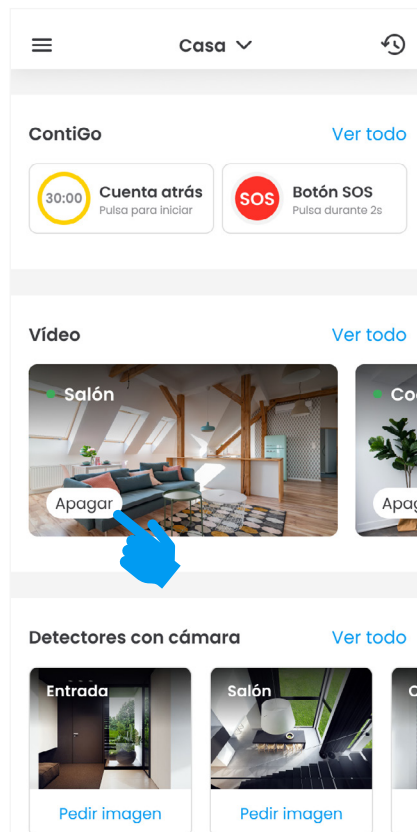 Casa
ContiGo
Ver todo
30:00
Cuenta atrás
Pulsa para iniciar
SOS
Botón SOS
Pulsa durante 2s
Vídeo
Ver todo
Salón
Apagar
Detectores con cámara
Ver todo
Entrada
Salón
Pedir imagen
Pedir imagen